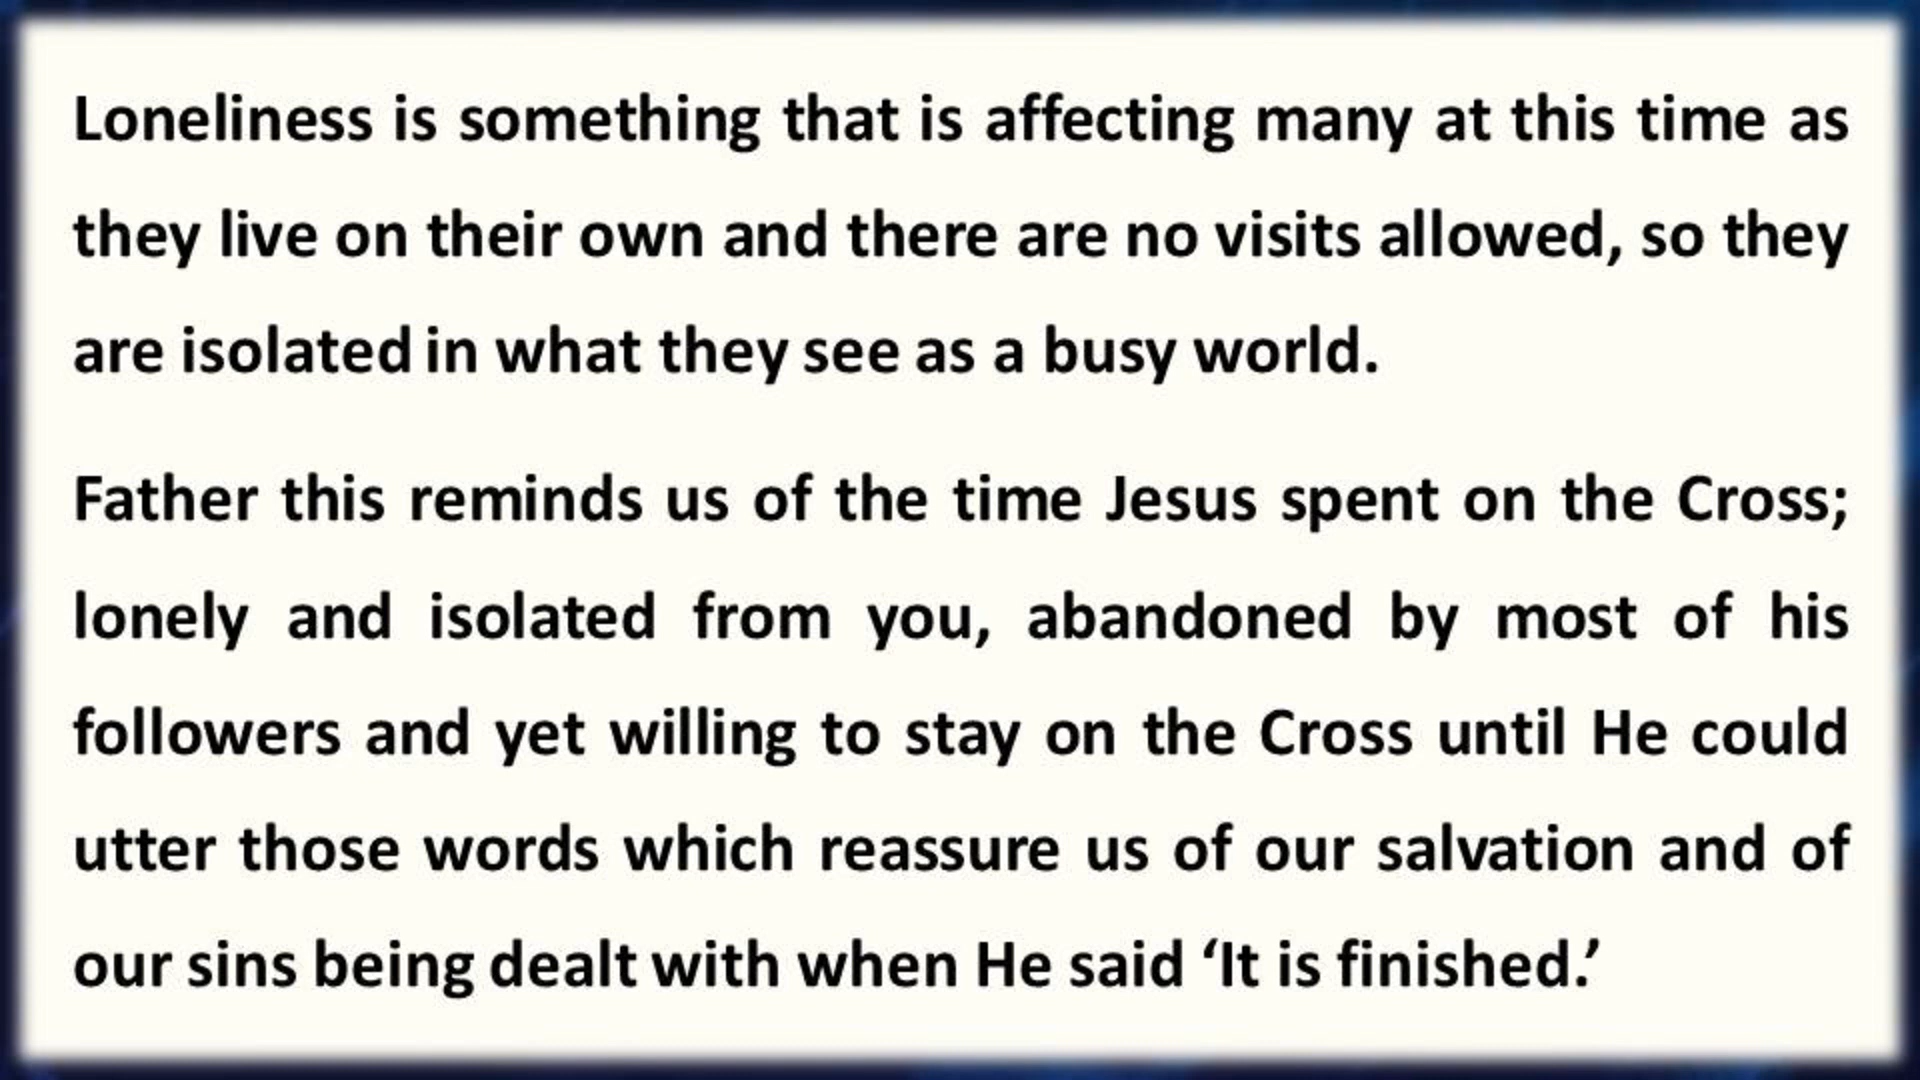 Loneliness is something that is affecting many at this time as
they live on their own and there are no visits allowed, so they
are isolated in what they see as a busy world.
Father this reminds us of the time Jesus spent on the Cross;
lonely and isolated from you, abandoned by most of his
followers and yet willing to stay on the Cross until He could
utter those words which reassure us of our salvation and of
our sins being dealt with when He said ‘It is finished.’